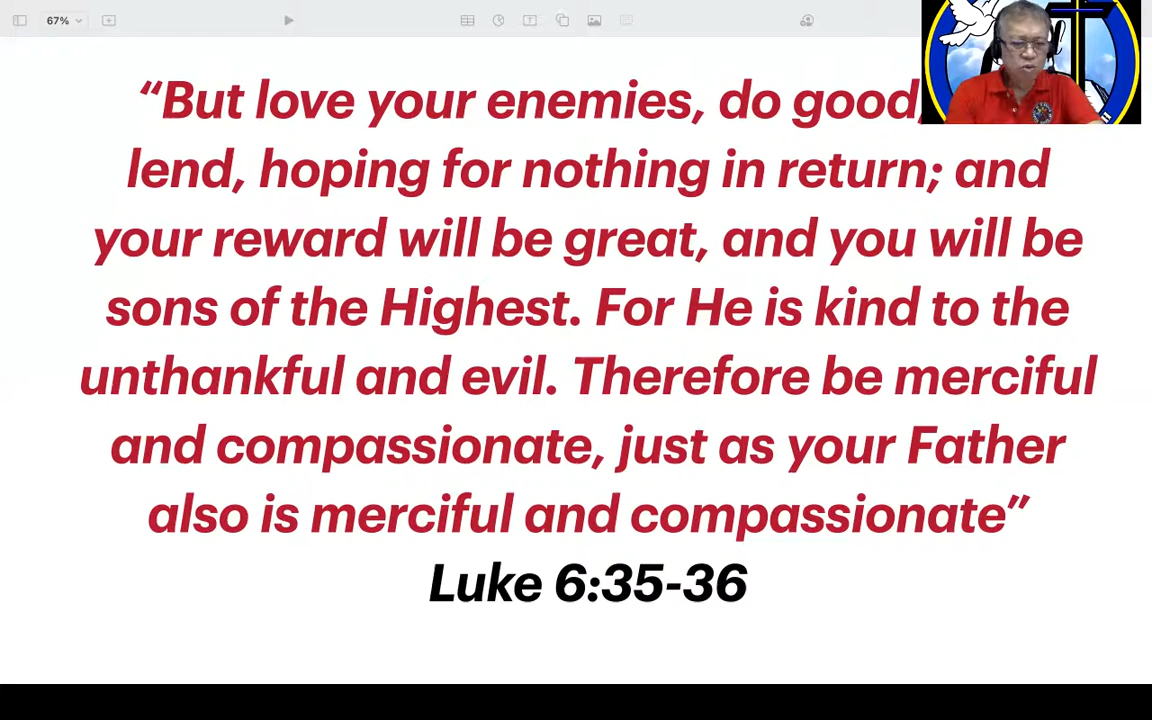 67%
“But love your enemies, do good,
lend, hoping for nothing in return; and
your reward will be great, and you will be
sons of the Highest. For He is kind to the
unthankful and evil. Therefore be merciful
and compassionate, just as your Father
also is merciful and compassionate”
Luke 6:35-36